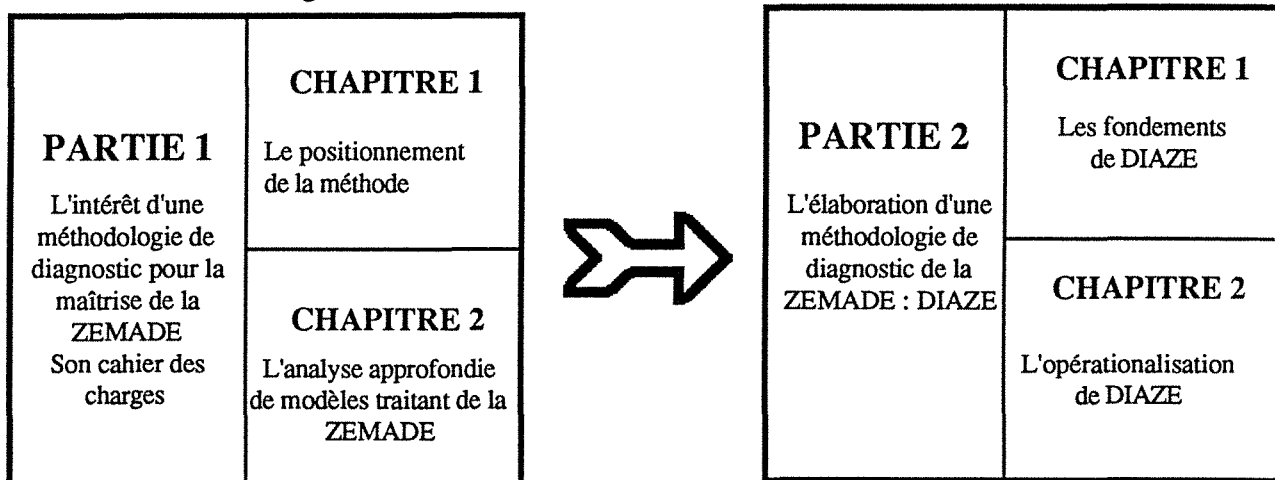 PARTIE 1
L'intérêt d'une
méthodologie de
diagnostic pour la
maîtrise de la
ZEMADE
Son cahier des
charges
CHAPITRE 1
Le positionnement
de la méthode
CHAPITRE 2
L'analyse approfondie
de modèles traitant de la
ZEMADE
PARTIE 2
L'élaboration d'une
méthodologie de
diagnostic de la
ZEMADE : DIAZE
CHAPITRE 1
Les fondements
de DIAZE
CHAPITRE 2
L'opérationalisation
de DIAZE